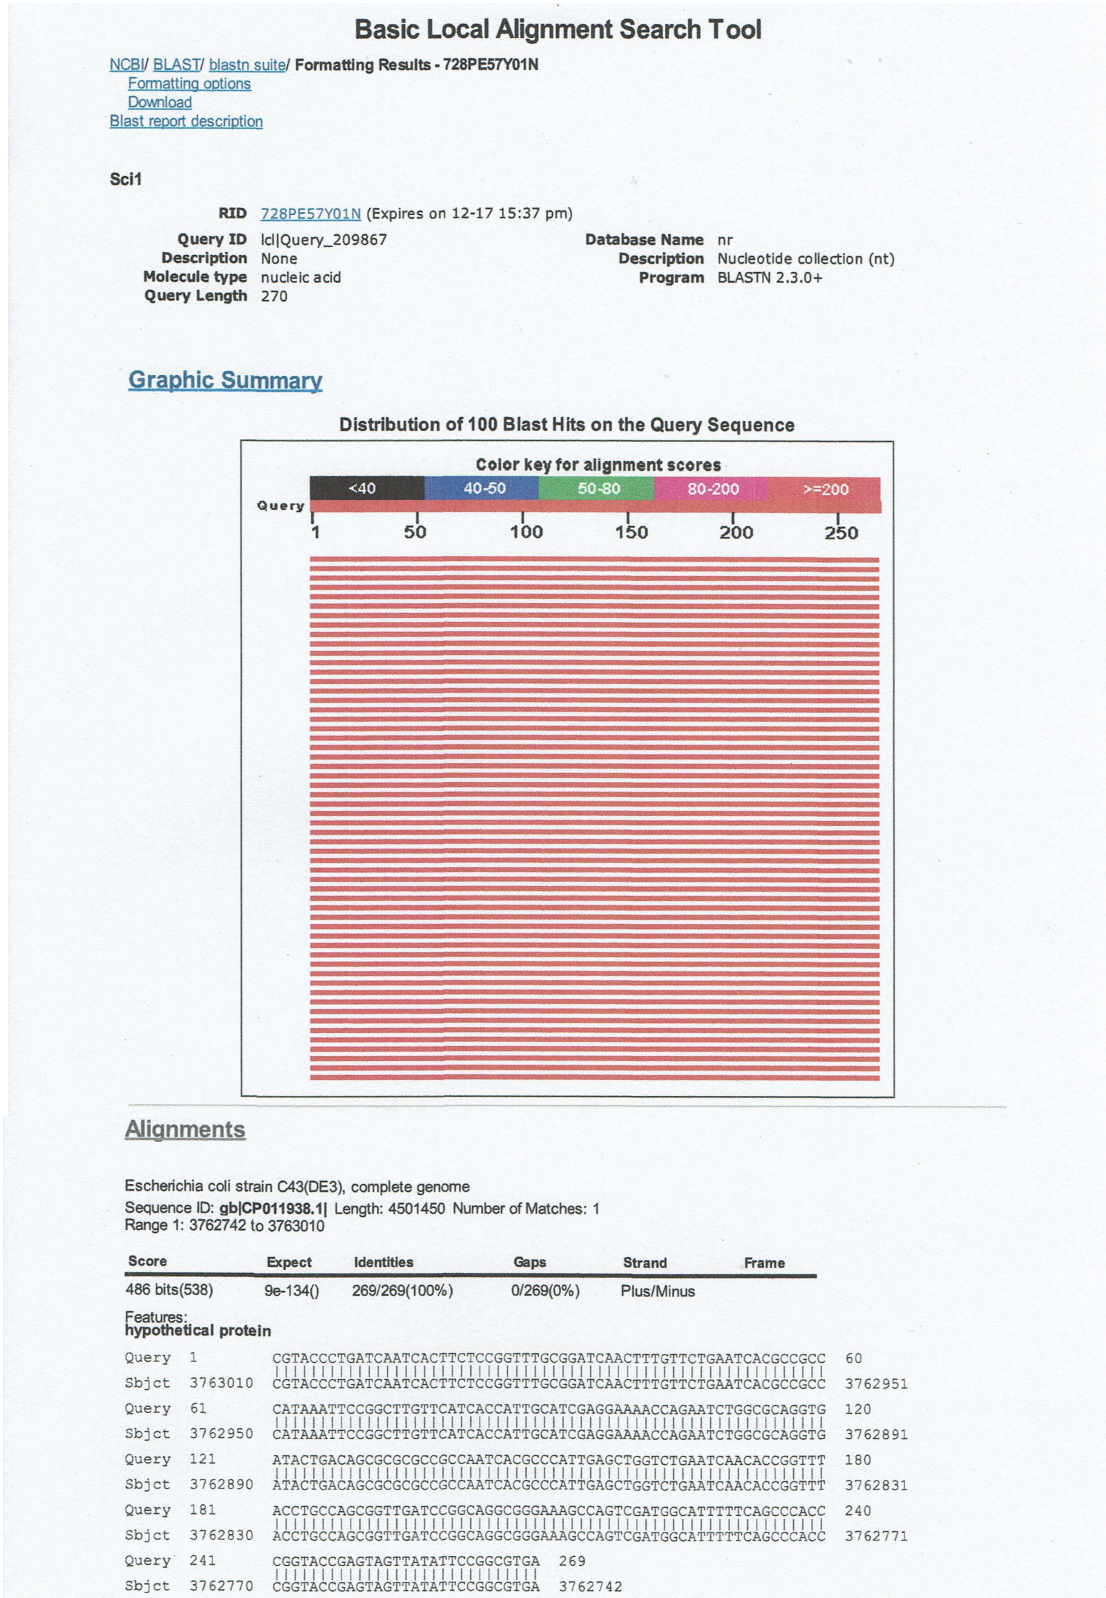 Basic Local Alignment Search Tool
NCBI/ BLAST/ blastn suite/ Formatting Results - 728PE57Y01N
Formatting options
Download
Blast report description
Sci1
RID 728PE57Y01N (Expires on 12-17 15:37 pm)
Query ID lcl|Query_209867 Database Name nr
Description None Description Nucleotide collection (nt)
Molecule type nucleic acid Program BLASTN 2.3.0+
Query Length 270
Graphic Summary
Distribution of 100 Blast Hits on the Query Sequence
Color key for alignment scores
<40 40-50 50-80 80-200 >=200
Query
1 50 100 150 200 250
Alignments
Escherichia coli strain C43(DE3), complete genome
Sequence ID: gb|CP011938.1| Length: 4501450 Number of Matches: 1
Range 1: 3762742 to 3763010
Score Expect Identities Gaps Strand Frame
486 bits(538) 9e-134() 269/269(100%) 0/269(0%) Plus/Minus
Features:
hypothetical protein
Query 1 CGTACCCTGATCAATCACTTCTCCGGTTTGCGGATCAACTTTGTTCTGAATCACGCCGCC 60
Sbjct 3763010 CGTACCCTGATCAATCACTTCTCCGGTTTGCGGATCAACTTTGTTCTGAATCACGCCGCC 3762951
Query 61 CATAAATTCCGGCTTGTTCATCACCATTGCATCGAGGAAAACCAGAATCTGGCGCAGGTG 120
Sbjct 3762950 CATAAATTCCGGCTTGTTCATCACCATTGCATCGAGGAAAACCAGAATCTGGCGCAGGTG 3762891
Query 121 ATACTGACAGCGCGCGCCGCCAATCACGCCCATTGAGCTGGTCTGAATCAACACCGGTTT 180
Sbjct 3762890 ATACTGACAGCGCGCGCCGCCAATCACGCCCATTGAGCTGGTCTGAATCAACACCGGTTT 3762831
Query 181 ACCTGCCAGCGGTTGATCCGGCAGGCGGGAAAGCCAGTCGATGGCATTTTTCAGCCCACC 240
Sbjct 3762830 ACCTGCCAGCGGTTGATCCGGCAGGCGGGAAAGCCAGTCGATGGCATTTTTCAGCCCACC 3762771
Query 241 CGGTACCGAGTAGTTATATTCCGGCGTGA 269
Sbjct 3762770 CGGTACCGAGTAGTTATATTCCGGCGTGA 3762742